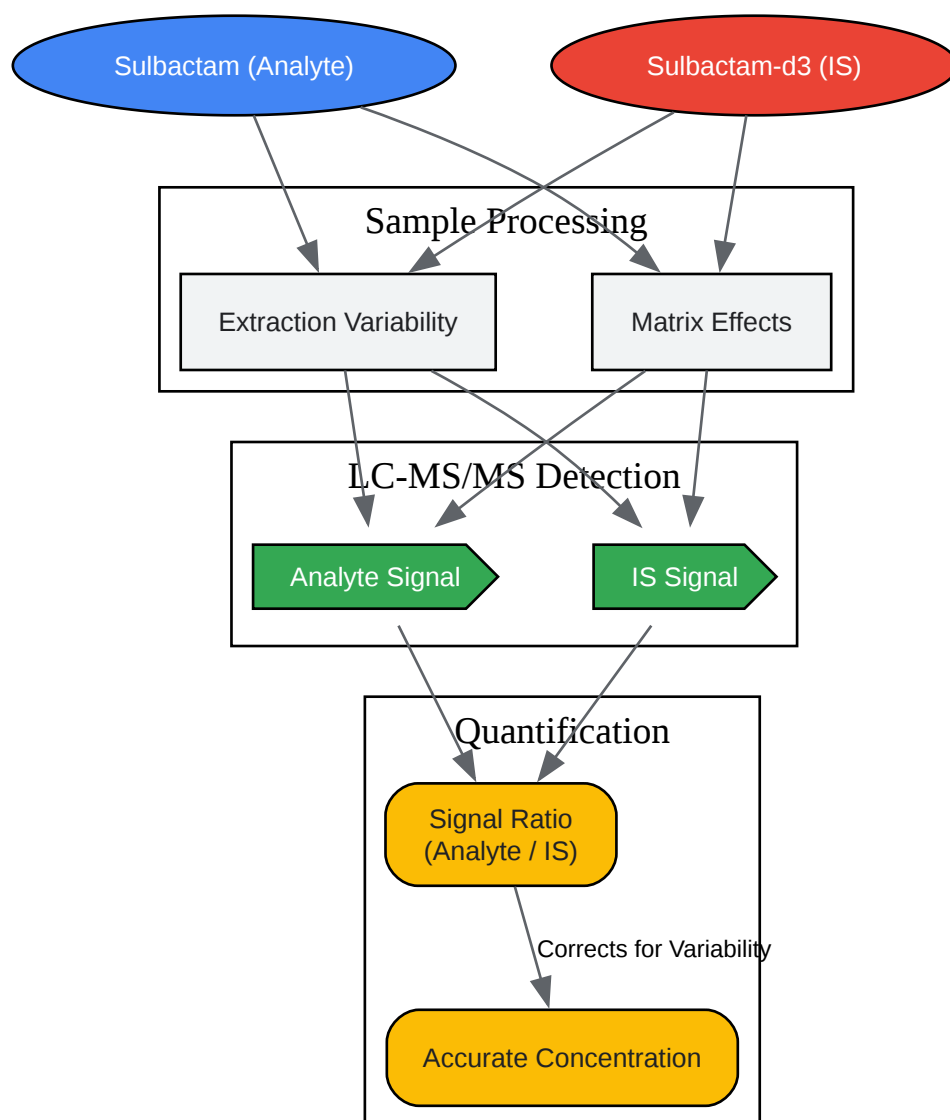 Sulbactam (Analyte)
Sulbactam-d3 (IS)
Sample Processing
Extraction Variability
Matrix Effects
LC-MS/MS Detection
Analyte Signal
IS Signal
Quantification
Signal Ratio
(Analyte / IS)
Corrects for Variability
Accurate Concentration